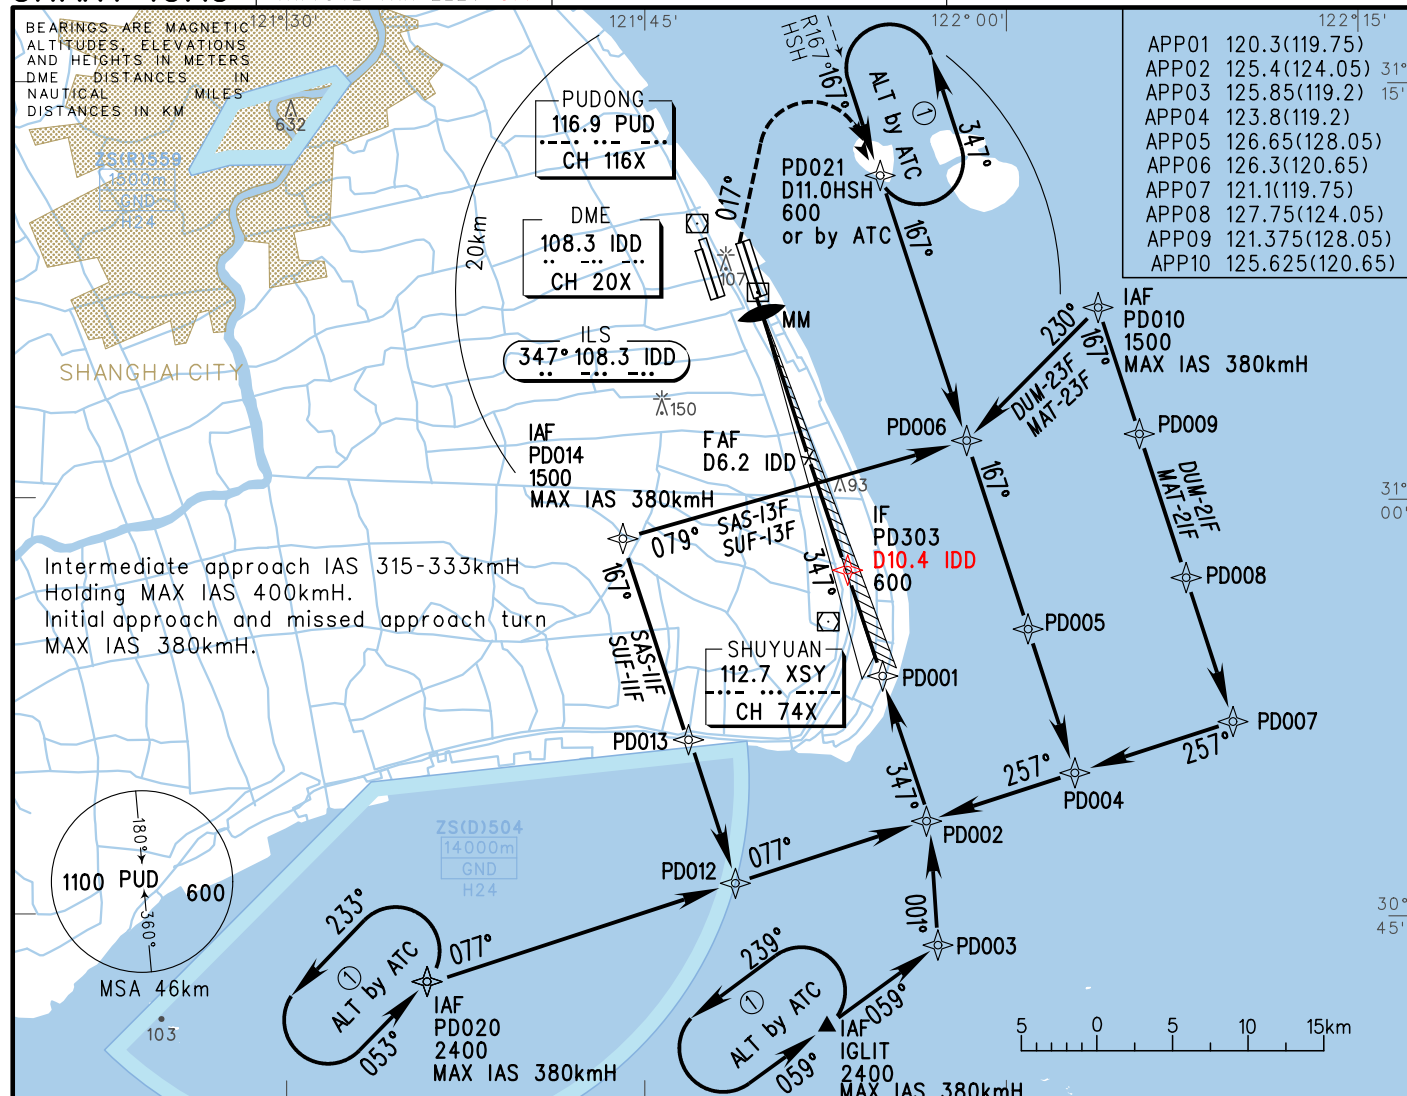 121°30'
121°45'
122°00'
122°15'
BEARINGS ARE MAGNETIC
ALTITUDES, ELEVATIONS
AND HEIGHTS IN METERS
DME DISTANCES IN
NAUTICAL MILES
DISTANCES IN KM
632
ZS(R)559
1500m
GND
H24
SHANGHAI CITY
20km
PUDONG
116.9 PUD
CH 116X
DME
108.3 IDD
CH 20X
ILS
347° 108.3 IDD
150
107
017°
MM
R167°
HSH
167°
ALT by ATC
1
347°
PD021
D11.0HSH
600
or by ATC
167°
APP01 120.3(119.75)
APP02 125.4(124.05)
APP03 125.85(119.2)
APP04 123.8(119.2)
APP05 126.65(128.05)
APP06 126.3(120.65)
APP07 121.1(119.75)
APP08 127.75(124.05)
APP09 121.375(128.05)
APP10 125.625(120.65)
31°
15'
IAF
PD010
1500
MAX IAS 380kmH
230°
167°
DUM-23F
MAT-23F
PD006
PD009
DUM-21F
MAT-21F
IAF
PD014
1500
MAX IAS 380kmH
FAF
D6.2 IDD
93
SAS-13F
SUF-13F
079°
167°
31°
00'
IF
PD303
D10.4 IDD
600
347°
167°
PD008
PD005
Intermediate approach IAS 315-333kmH
Holding MAX IAS 400kmH.
Initial approach and missed approach turn
MAX IAS 380kmH.
SAS-11F
SUF-11F
SHUYUAN
112.7 XSY
CH 74X
PD001
PD013
PD007
257°
257°
PD004
347°
PD002
ZS(D)504
14000m
GND
H24
180°
1100 PUD 600
360°
MSA 46km
103
PD012
077°
001°
PD003
30°
45'
233°
ALT by ATC
1
053°
077°
IAF
PD020
2400
MAX IAS 380kmH
239°
ALT by ATC
1
059°
059°
IAF
IGLIT
2400
MAX IAS 380kmH
5 0 5 10 15km